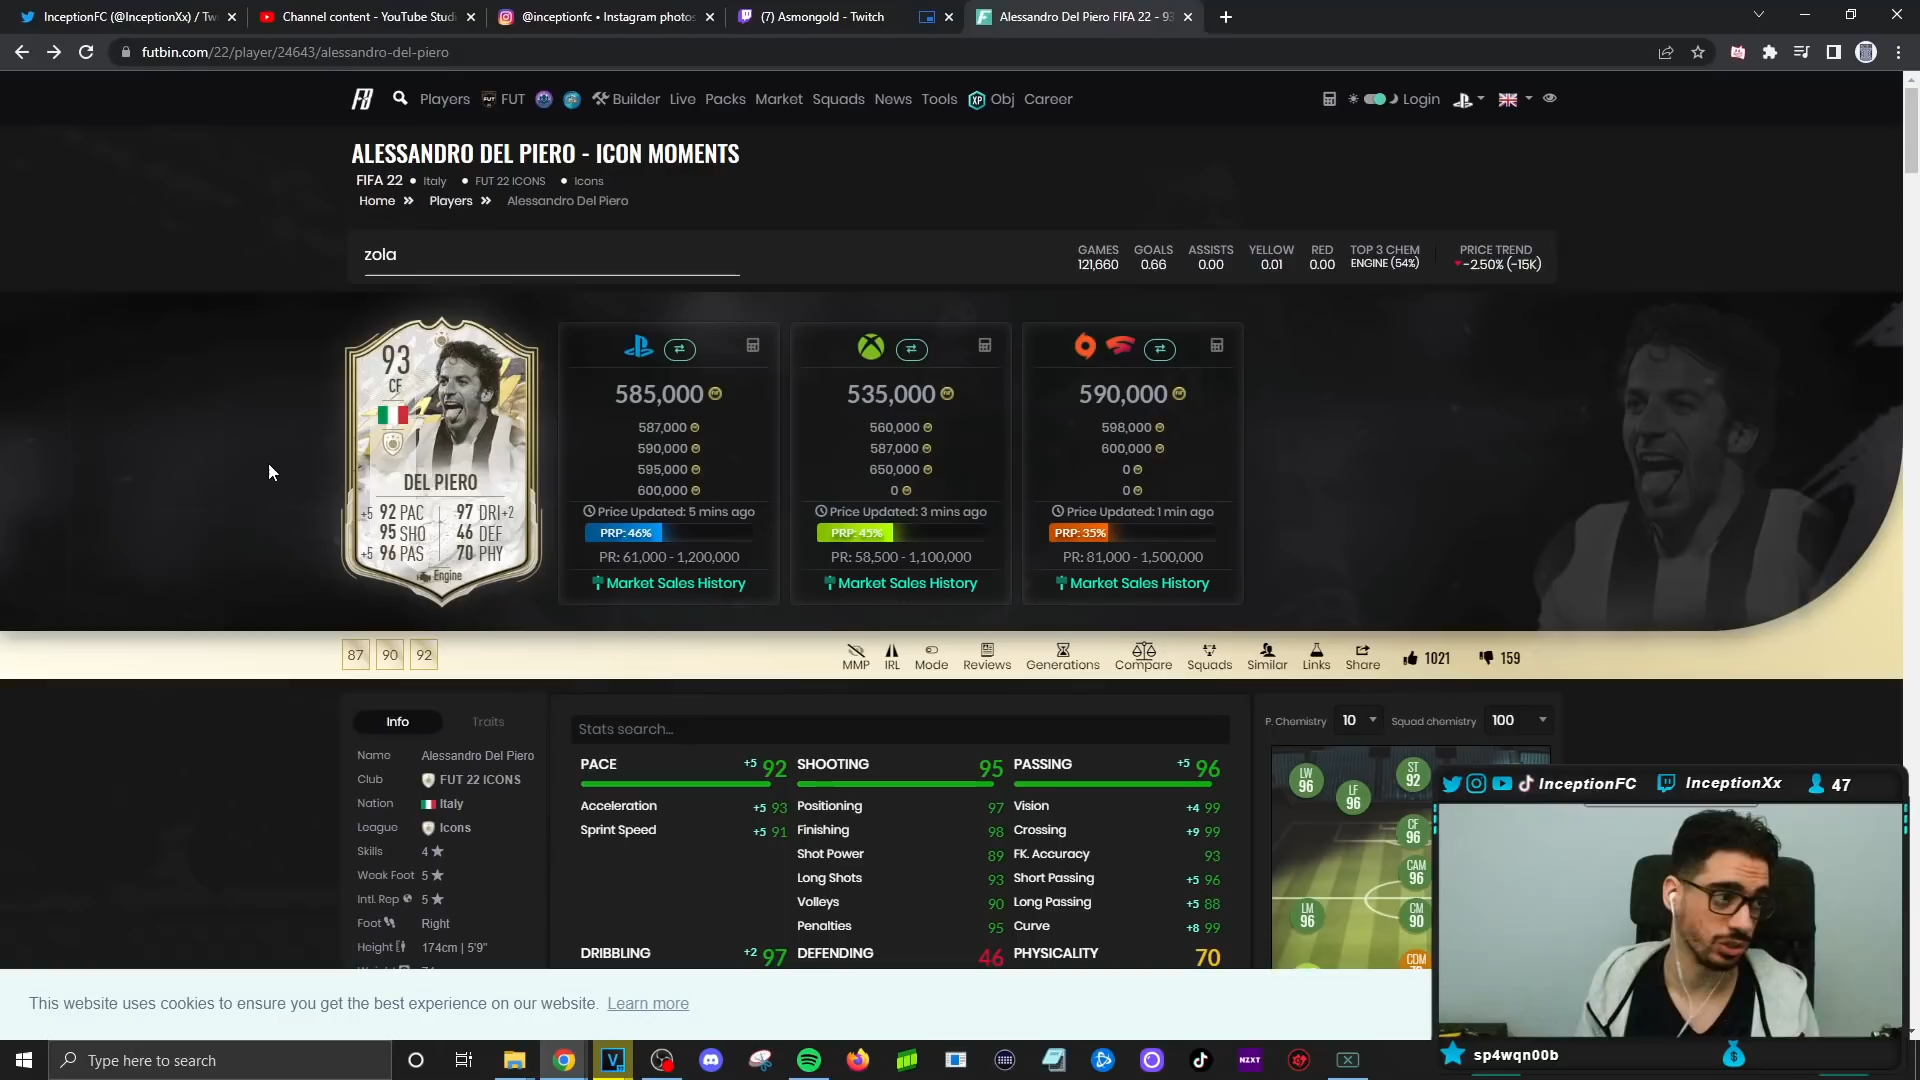 InceptionFC (@InceptionXx) / Tw
Channel content - YouTube Studi
@inceptionfc • Instagram photos
(7) Asmongold - Twitch
Alessandro Del Piero FIFA 22 - 93
futbin.com/22/player/24643/alessandro-del-piero
Players FUT Builder Live Packs Market Squads News Tools XP Obj Career Login
ALESSANDRO DEL PIERO - ICON MOMENTS
FIFA 22 • Italy • FUT 22 ICONS • Icons
Home » Players » Alessandro Del Piero
zola
GAMES GOALS ASSISTS YELLOW RED TOP 3 CHEM PRICE TREND
121,660 0.66 0.00 0.01 0.00 ENGINE (54%) -2.50% (-15K)
93
CF
DEL PIERO
+5 92 PAC 97 DRI +2
95 SHO 46 DEF
+5 96 PAS 70 PHY
Engine
585,000
587,000
590,000
595,000
600,000
Price Updated: 5 mins ago
PRP: 46%
PR: 61,000 - 1,200,000
Market Sales History
535,000
560,000
587,000
650,000
0
Price Updated: 3 mins ago
PRP: 45%
PR: 58,500 - 1,100,000
Market Sales History
590,000
598,000
600,000
0
0
Price Updated: 1 min ago
PRP: 35%
PR: 81,000 - 1,500,000
Market Sales History
87 90 92
MMP IRL Mode Reviews Generations Compare Squads Similar Links Share 1021 159
Info Traits
Name Alessandro Del Piero
Club FUT 22 ICONS
Nation Italy
League Icons
Skills 4
Weak Foot 5
Intl. Rep 5
Foot Right
Height 174cm | 5'9"
Stats search...
PACE +5 92
Acceleration +5 93
Sprint Speed +5 91
SHOOTING 95
Positioning 97
Finishing 98
Shot Power 89
Long Shots 93
Volleys 90
Penalties 95
PASSING +5 96
Vision +4 99
Crossing +9 99
FK. Accuracy 93
Short Passing +5 96
Long Passing +5 88
Curve +8 99
DRIBBLING +2 97 DEFENDING 46 PHYSICALITY 70
P. Chemistry 10 Squad chemistry 100
LW
96
LF
96
ST
92
CF
96
CAM
96
LM
96
CM
90
CDM
InceptionFC InceptionXx 47
sp4wqn00b
This website uses cookies to ensure you get the best experience on our website. Learn more
Type here to search
NZXT